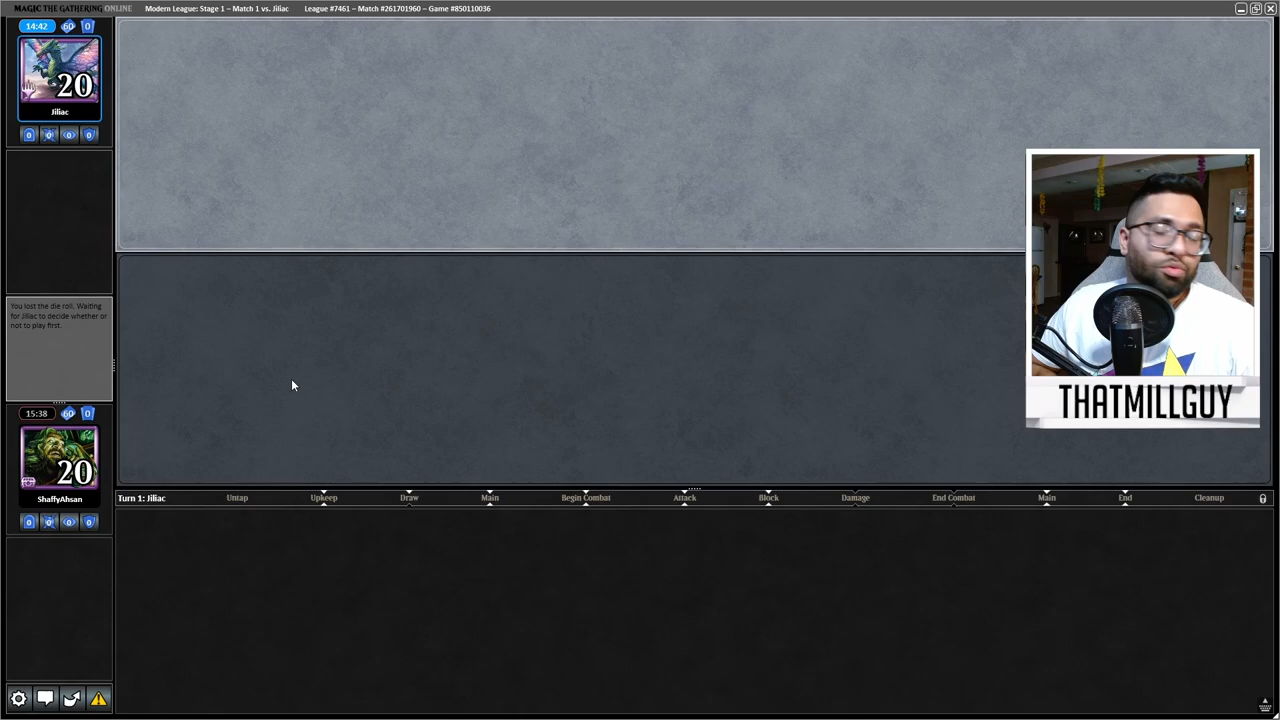 MAGIC THE GATHERING ONLINE Modern League: Stage 1 – Match 1 vs. Jiliac League #7461 – Match #261701960 – Game #850110036
14:42 60 0
20
Jiliac
0 0 0 0
You lost the die roll. Waiting
for Jiliac to decide whether or
not to play first.
15:38 60 0
20
ShaffyAhsan
0 0 0 0
THATMILLGUY
Turn 1: Jiliac Untap Upkeep Draw Main Begin Combat Attack Block Damage End Combat Main End Cleanup